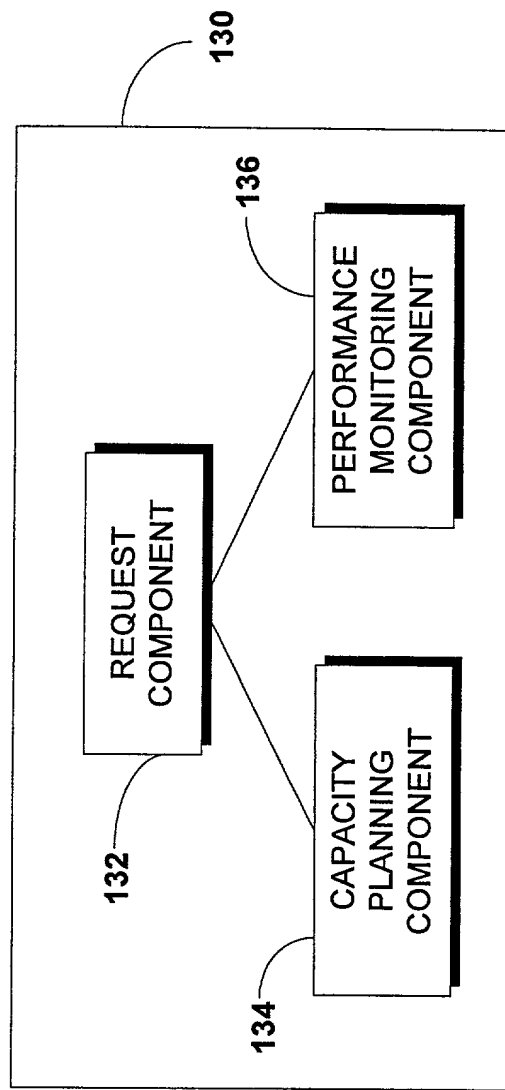 130
REQUEST
COMPONENT
132
136
PERFORMANCE
MONITORING
COMPONENT
CAPACITY
PLANNING
COMPONENT
134